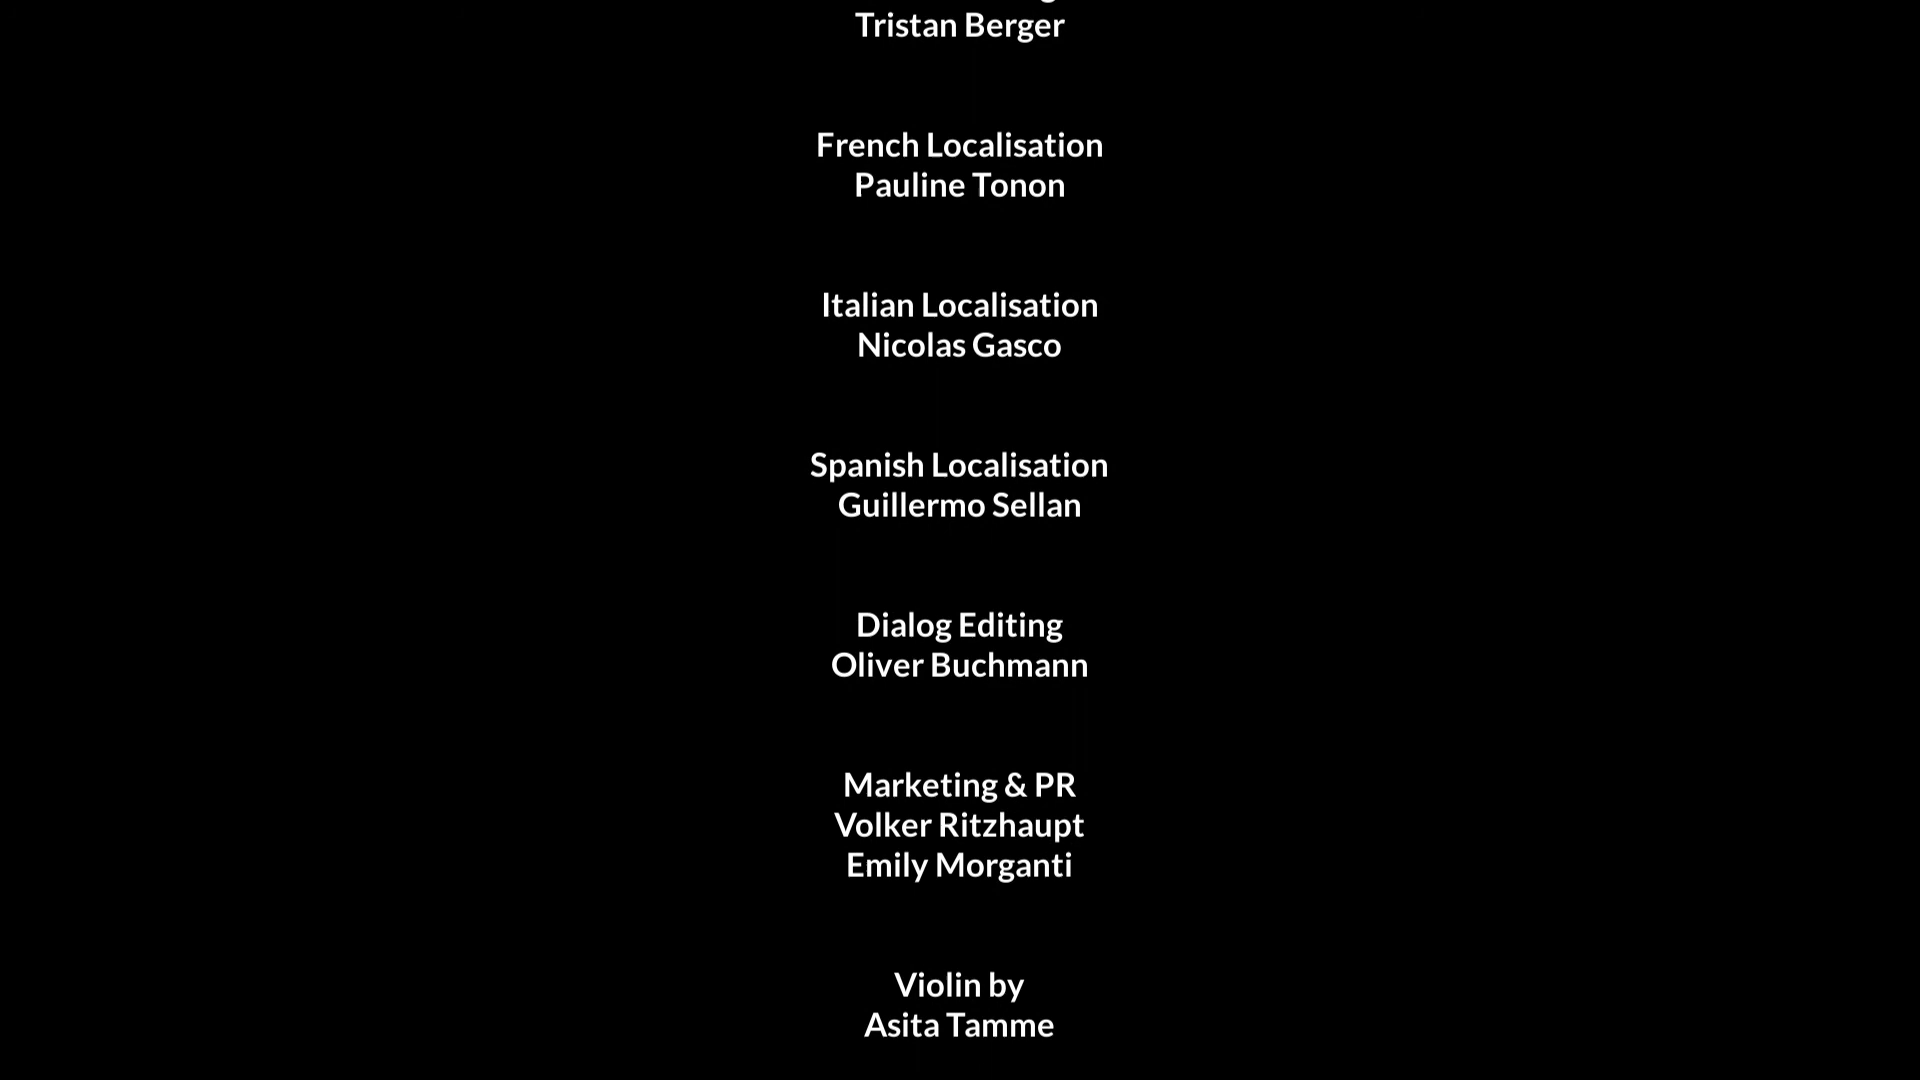 Tristan Berger
French Localisation
Pauline Tonon
Italian Localisation
Nicolas Gasco
Spanish Localisation
Guillermo Sellan
Dialog Editing
Oliver Buchmann
Marketing & PR
Volker Ritzhaupt
Emily Morganti
Violin by
Asita Tamme